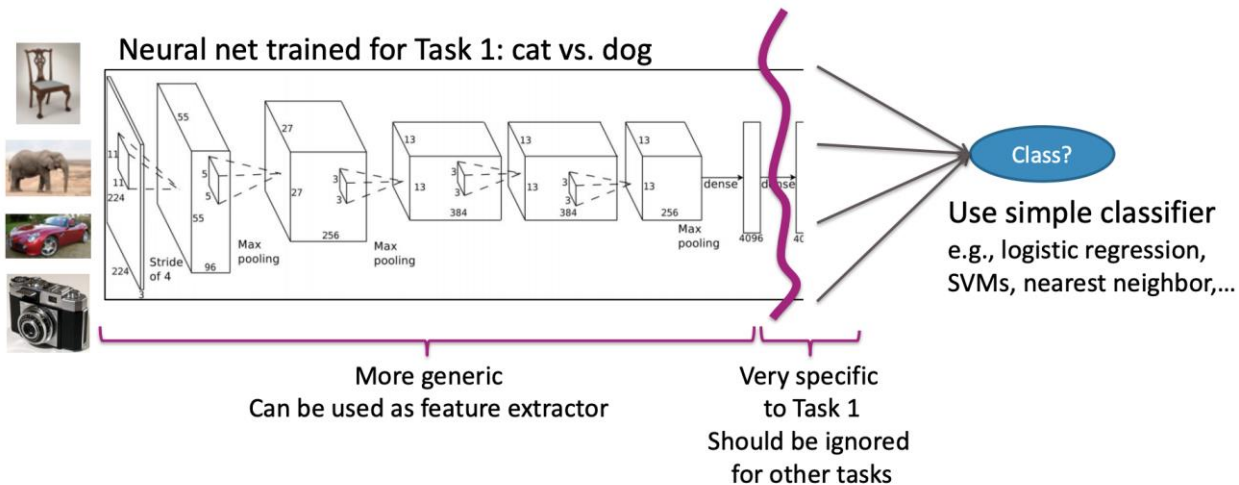 Neural net trained for Task 1: cat vs. dog
11
11
224
224
3
Stride
of 4
55
55
5
5
96
Max
pooling
27
27
3
3
256
Max
pooling
13
13
3
3
384
13
13
3
3
384
13
13
256
Max
pooling
dense
4096
dense
40
Class?
Use simple classifier
e.g., logistic regression,
SVMs, nearest neighbor,...
More generic
Can be used as feature extractor
Very specific
to Task 1
Should be ignored
for other tasks